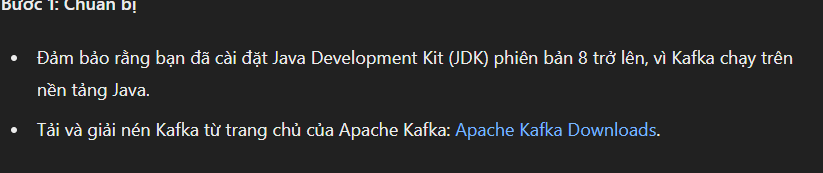 Bước 1: Chuẩn bị
• Đảm bảo rằng bạn đã cài đặt Java Development Kit (JDK) phiên bản 8 trở lên, vì Kafka chạy trên
nền tảng Java.
• Tải và giải nén Kafka từ trang chủ của Apache Kafka: Apache Kafka Downloads.